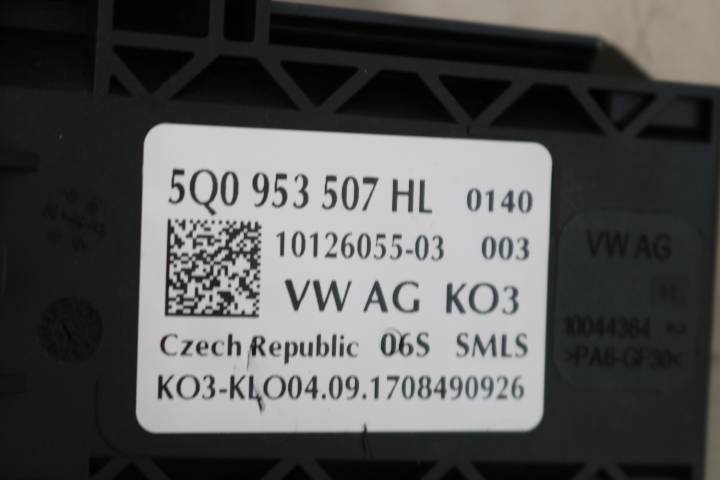 5Q0 953 507 HL 0140
10126055-03 003
VW AG KO3
Czech Republic 06S SMLS
KO3-KLO04.09.1708490926
VW AG
10044364
>PA6-GF30<